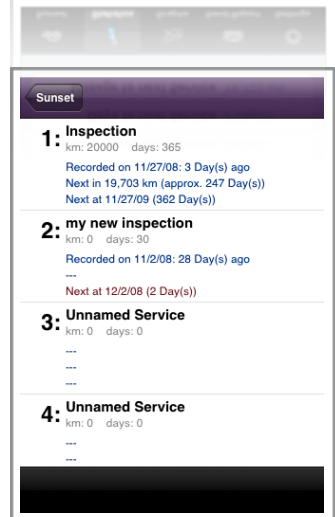 Sunset
1: Inspection
km: 20000 days: 365
Recorded on 11/27/08: 3 Day(s) ago
Next in 19,703 km (approx. 247 Day(s))
Next at 11/27/09 (362 Day(s))
2: my new inspection
km: 0 days: 30
Recorded on 11/2/08: 28 Day(s) ago
---
Next at 12/2/08 (2 Day(s))
3: Unnamed Service
km: 0 days: 0
---
---
---
4: Unnamed Service
km: 0 days: 0
---
---